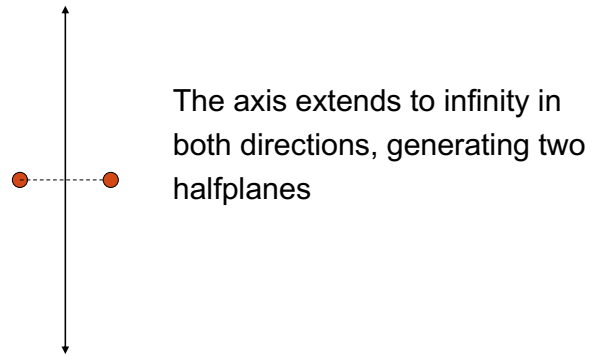 The axis extends to infinity in
both directions, generating two
halfplanes